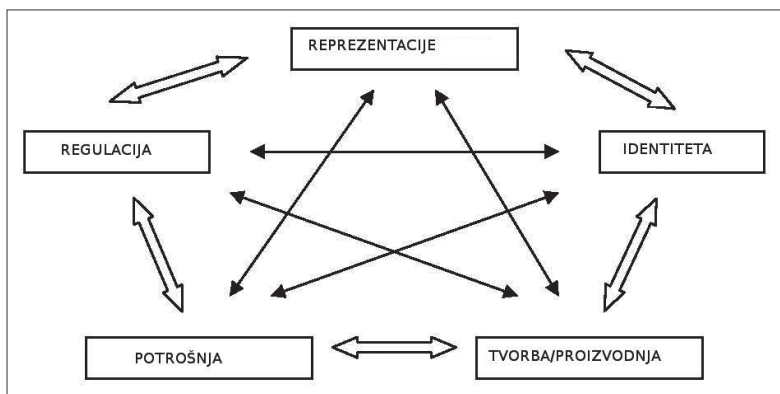 REPREZENTACIJE
REGULACIJA
IDENTITETA
POTROŠNJA
TVORBA/PROIZVODNJA